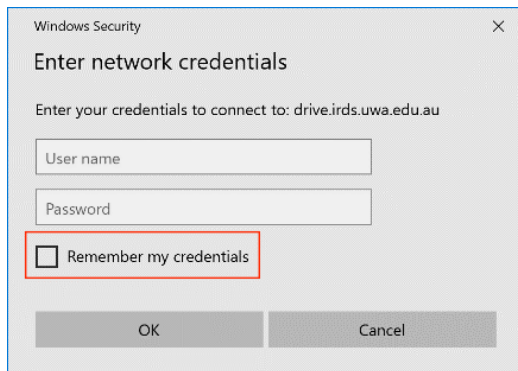 Windows Security
Enter network credentials
Enter your credentials to connect to: drive.irds.uwa.edu.au
User name
Password
Remember my credentials
OK
Cancel